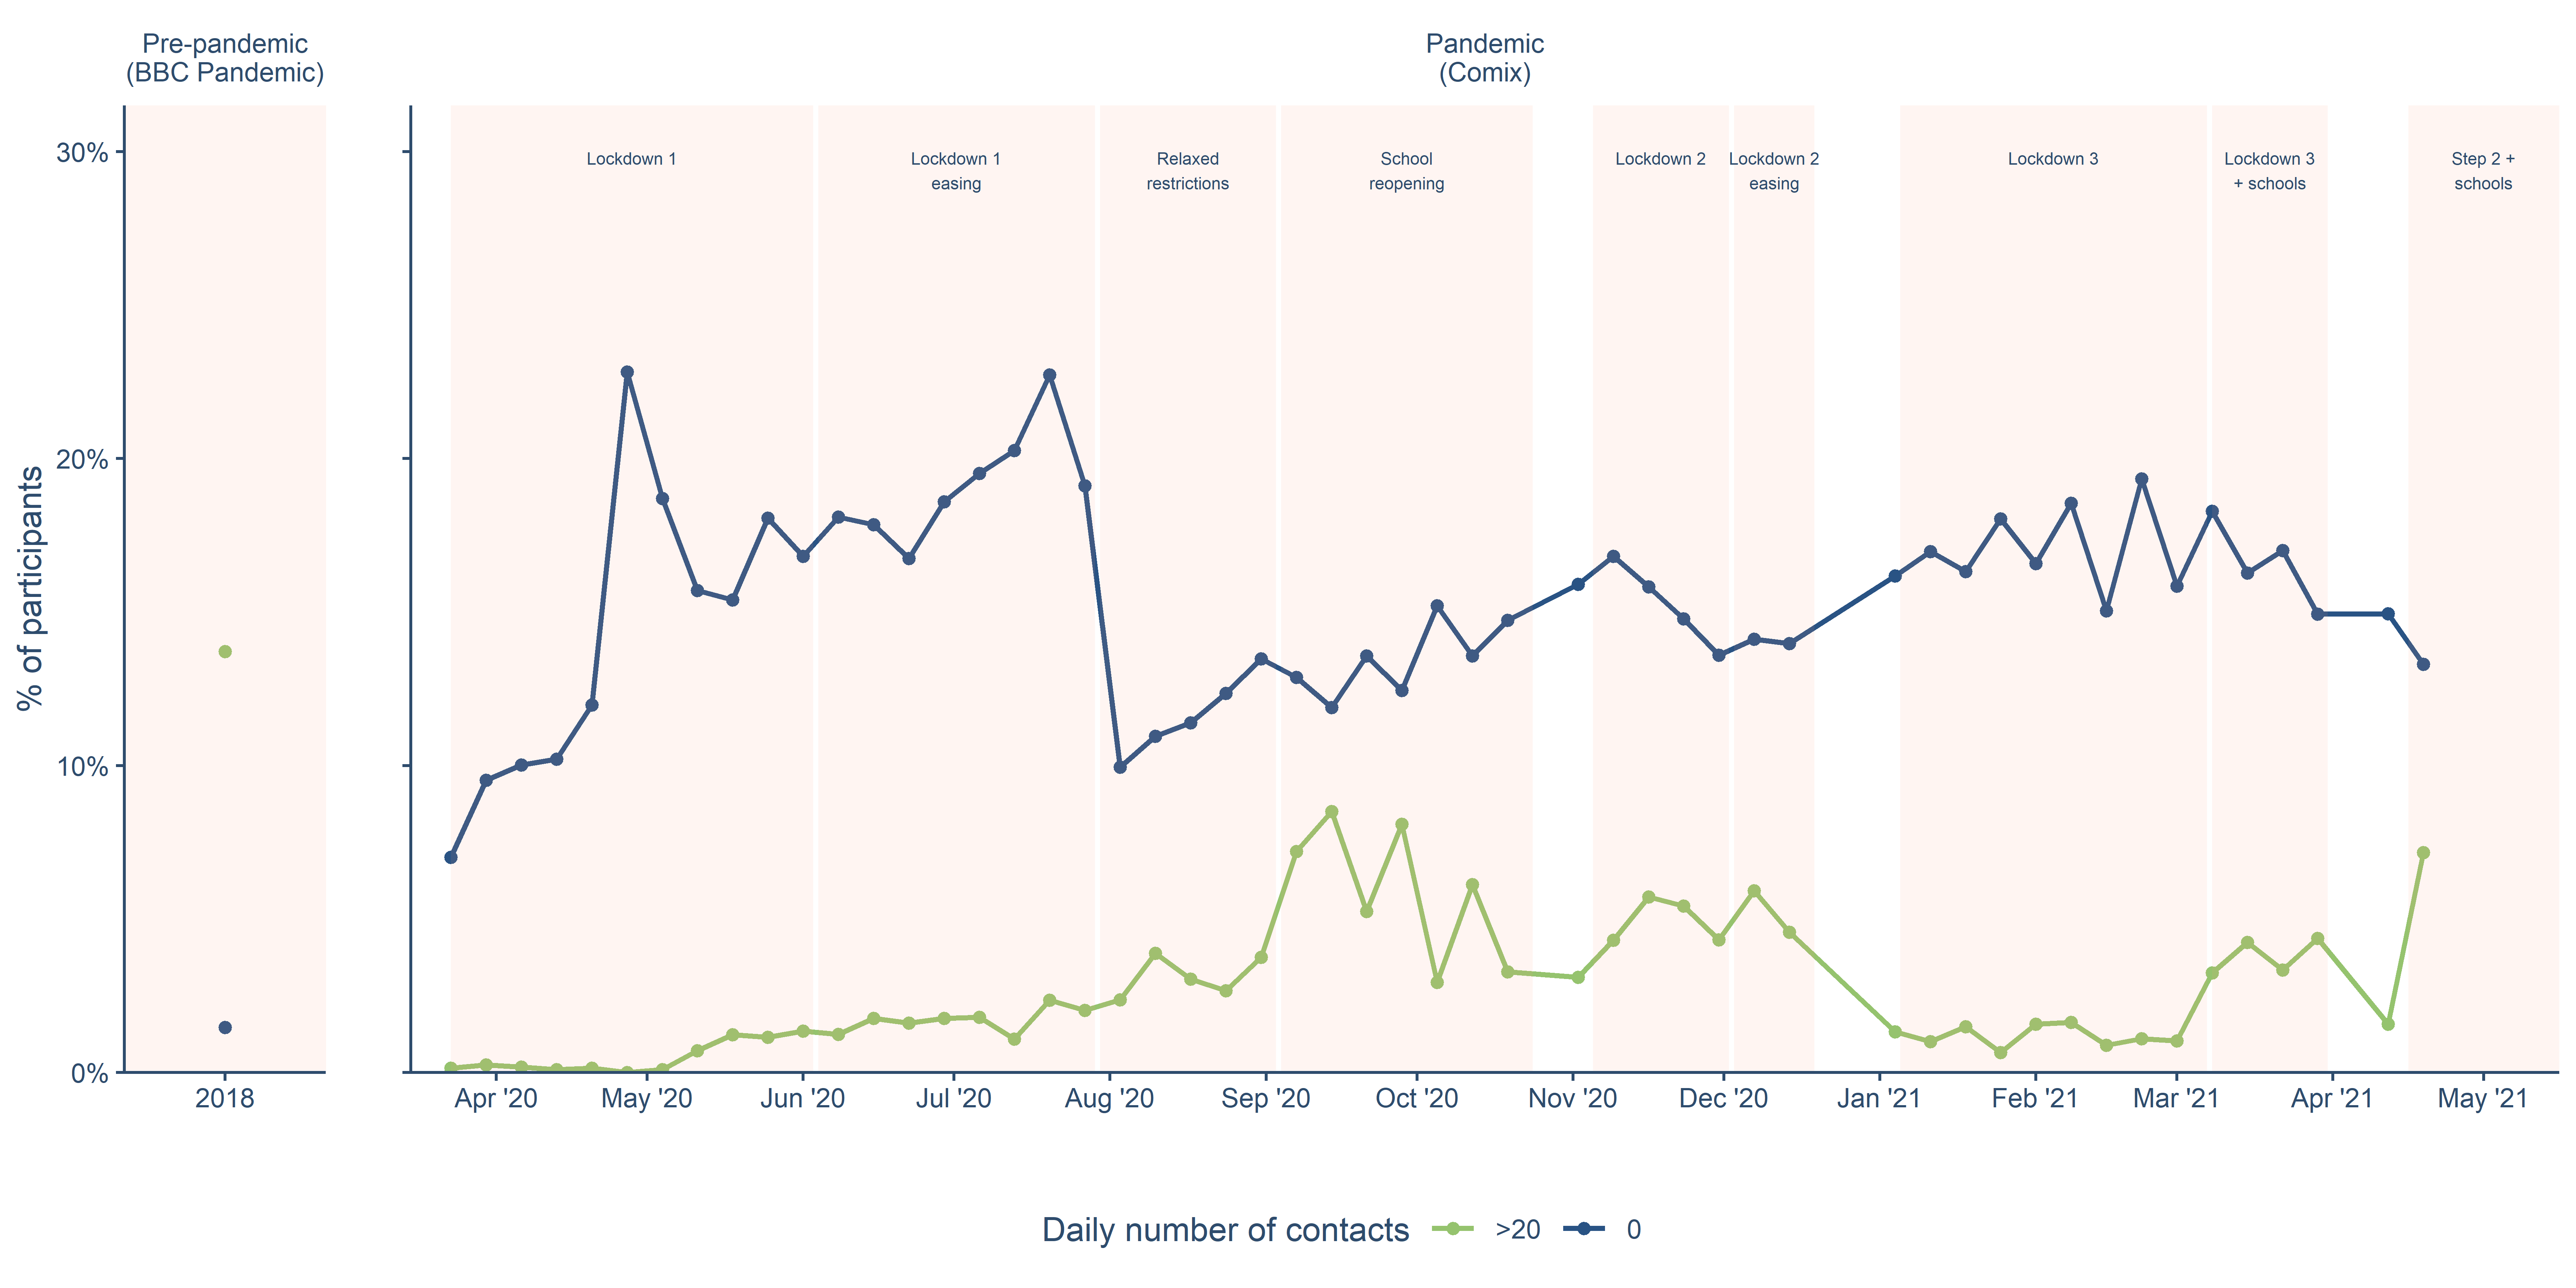 Pre-pandemic
(BBC Pandemic)
Pandemic
(Comix)
% of participants
30%
20%
10%
0%
Lockdown 1
Lockdown 1
easing
Relaxed
restrictions
School
reopening
Lockdown 2
Lockdown 2
easing
Lockdown 3
Lockdown 3
+ schools
Step 2 +
schools
2018
Apr '20
May '20
Jun '20
Jul '20
Aug '20
Sep '20
Oct '20
Nov '20
Dec '20
Jan '21
Feb '21
Mar '21
Apr '21
May '21
Daily number of contacts
>20
0